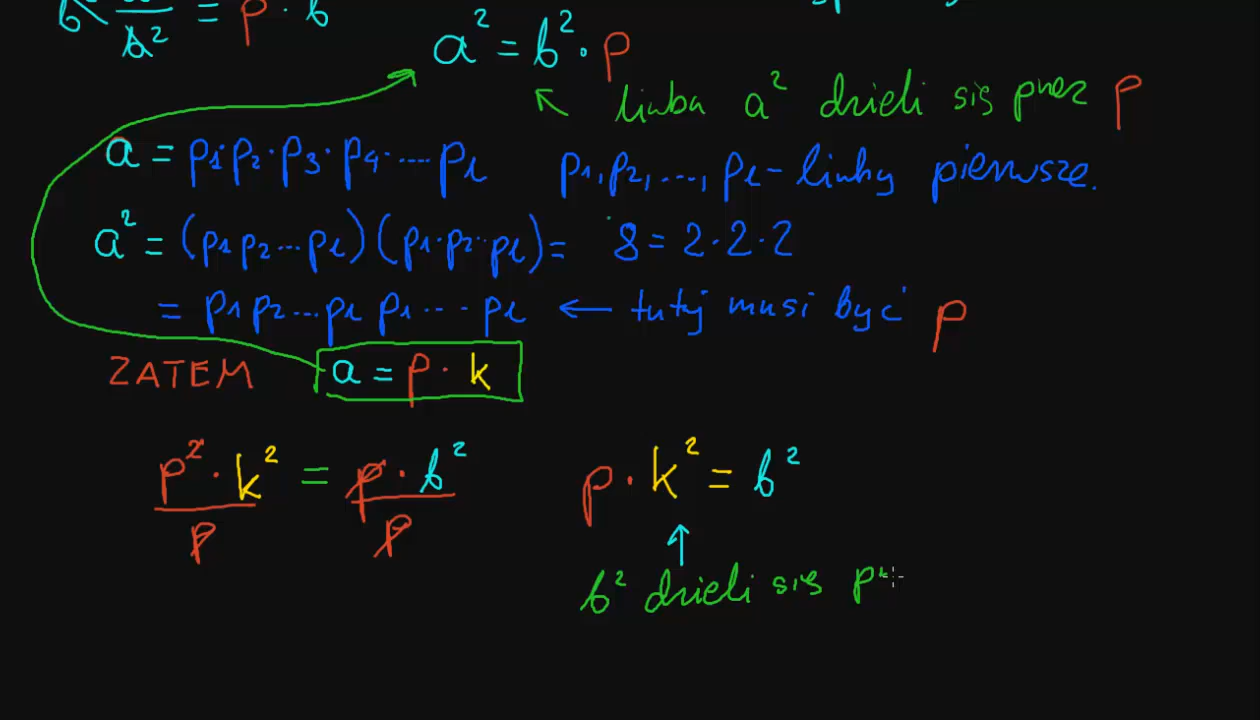 b² = p · b
a² = b² · p
liczba a² dzieli się przez p
a = p₁ · p₂ · p₃ · p₄ · .... pₗ p₁, p₂, ..., pₗ - liczby pierwsze.
a² = (p₁ p₂ ... pₗ) (p₁ · p₂ ·· pₗ) = 8 = 2 · 2 · 2
= p₁ p₂ ... pₗ p₁ ... pₗ ← tutaj musi być p
ZATEM a = p · k
p² · k² / p = p · b² / p p · k² = b²
b² dzieli się p